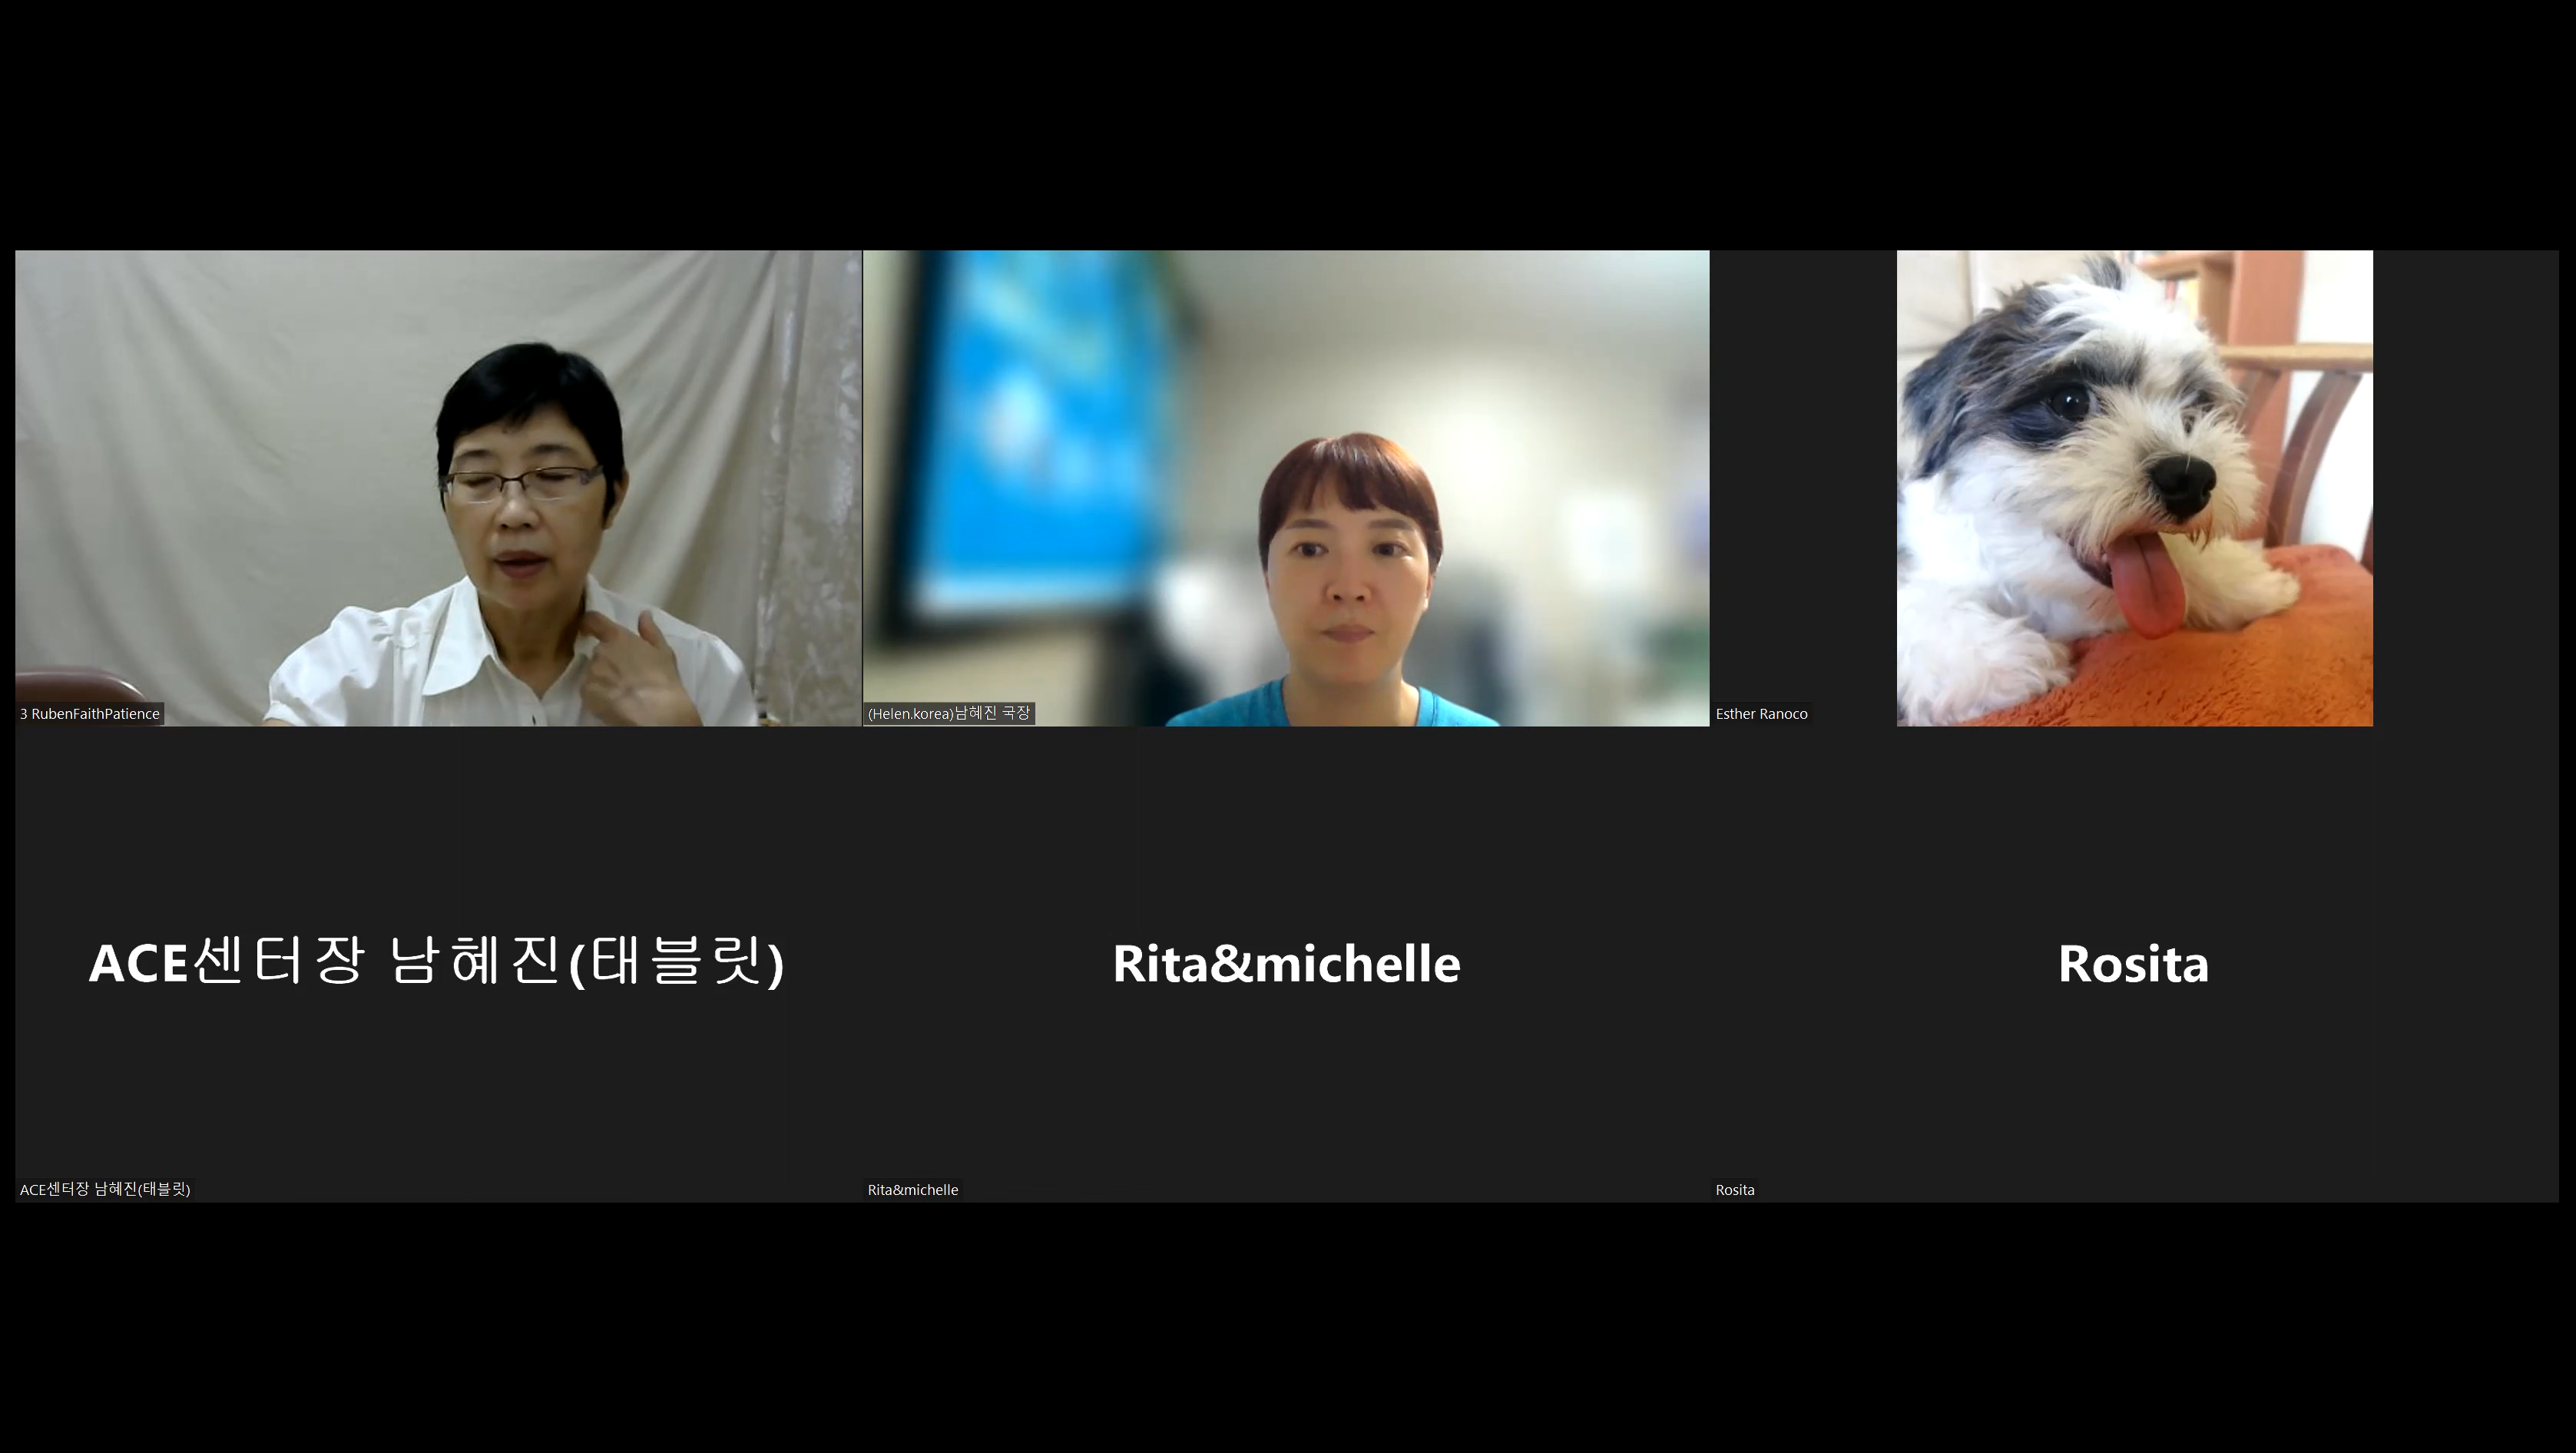 3 RubenFaithPatience
(Helen.korea)남혜진 국장
Esther Ranoco
ACE센터장 남혜진(태블릿)
Rita&michelle
Rosita
ACE센터장 남혜진(태블릿)
Rita&michelle
Rosita